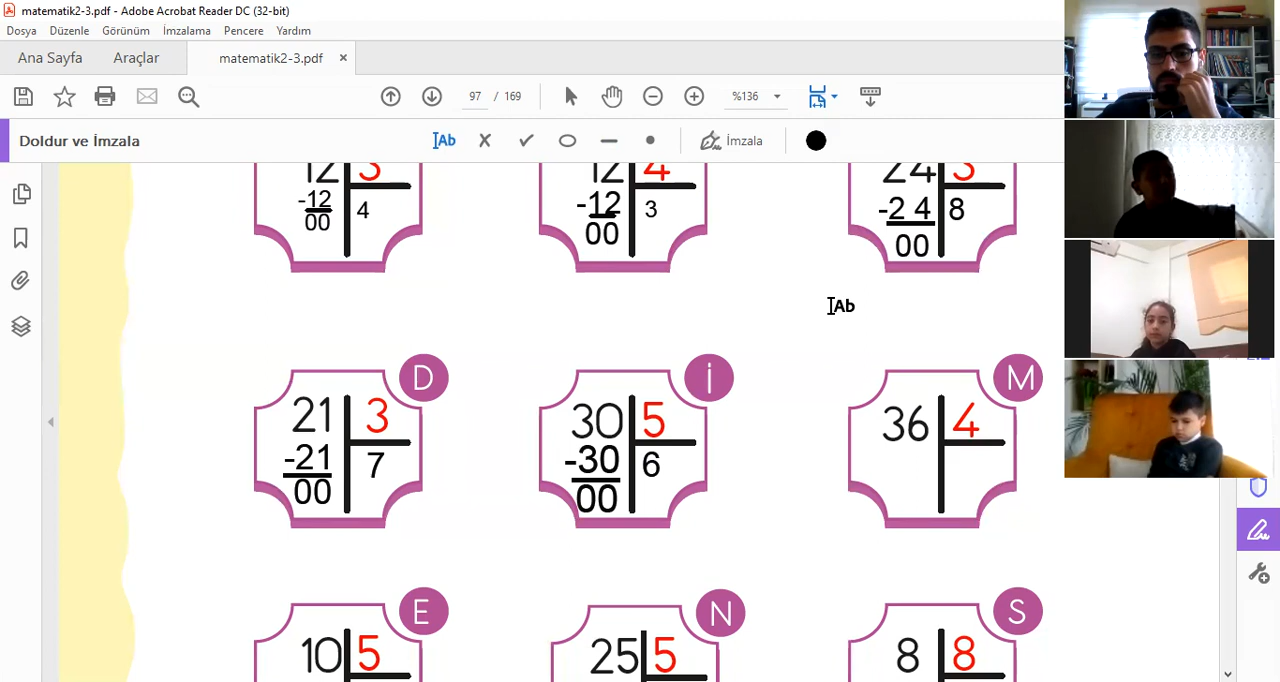 matematik2-3.pdf - Adobe Acrobat Reader DC (32-bit)
Dosya Düzenle Görünüm İmzalama Pencere Yardım
Ana Sayfa Araçlar matematik2-3.pdf ×
97 / 169 %136
Doldur ve İmzala IAb İmzala
12 3 12 4 24 3
-12 4 -12 3 -24 8
00 00 00
IAb
D İ M
21 3 30 5 36 4
-21 7 -30 6
00 00
E N S
10 5 25 5 8 8